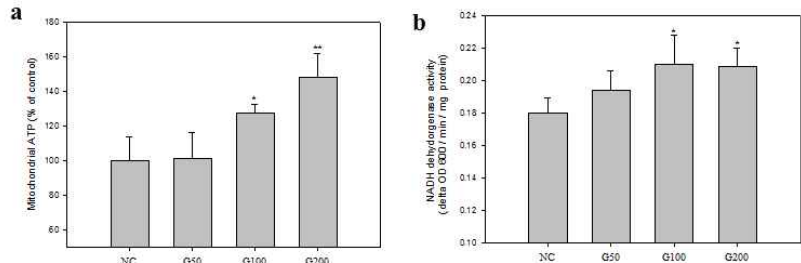 a
Mitochondrial ATP (% of control)
180
160
140
120
100
80
60
*
**
NC
G50
G100
G200
b
NADH dehydorgenase activity
(delta OD 600 / min / mg protein)
0.24
0.22
0.20
0.18
0.16
0.14
0.12
0.10
*
*
NC
G50
G100
G200